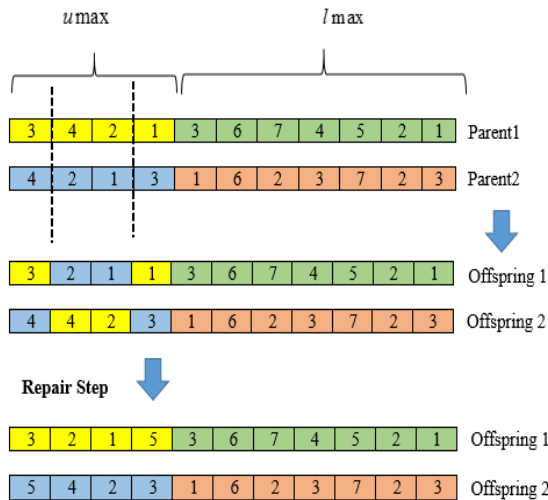 u max l max
3 4 2 1 3 6 7 4 5 2 1 Parent1
4 2 1 3 1 6 2 3 7 2 3 Parent2
3 2 1 1 3 6 7 4 5 2 1 Offspring 1
4 4 2 3 1 6 2 3 7 2 3 Offspring 2
Repair Step
3 2 1 5 3 6 7 4 5 2 1 Offspring 1
5 4 2 3 1 6 2 3 7 2 3 Offspring 2